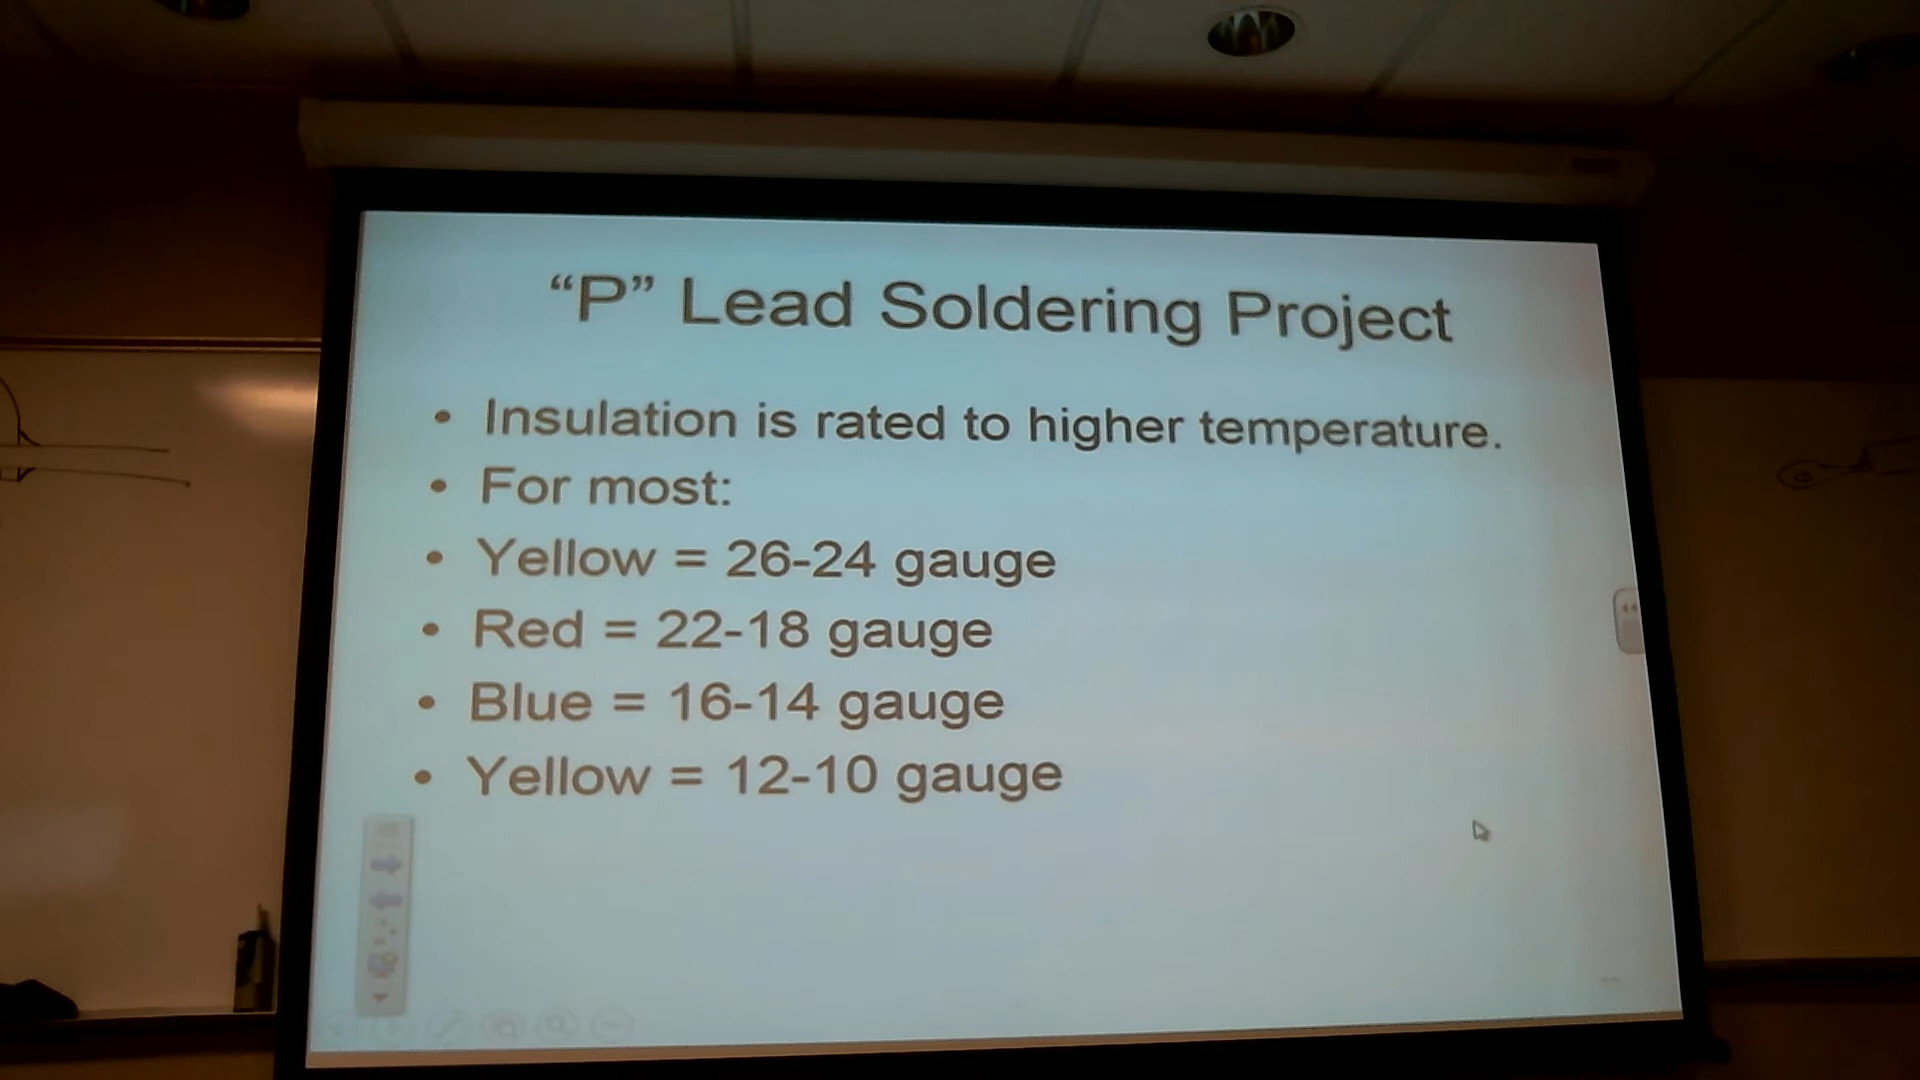 “P” Lead Soldering Project
• Insulation is rated to higher temperature.
• For most:
• Yellow = 26-24 gauge
• Red = 22-18 gauge
• Blue = 16-14 gauge
• Yellow = 12-10 gauge